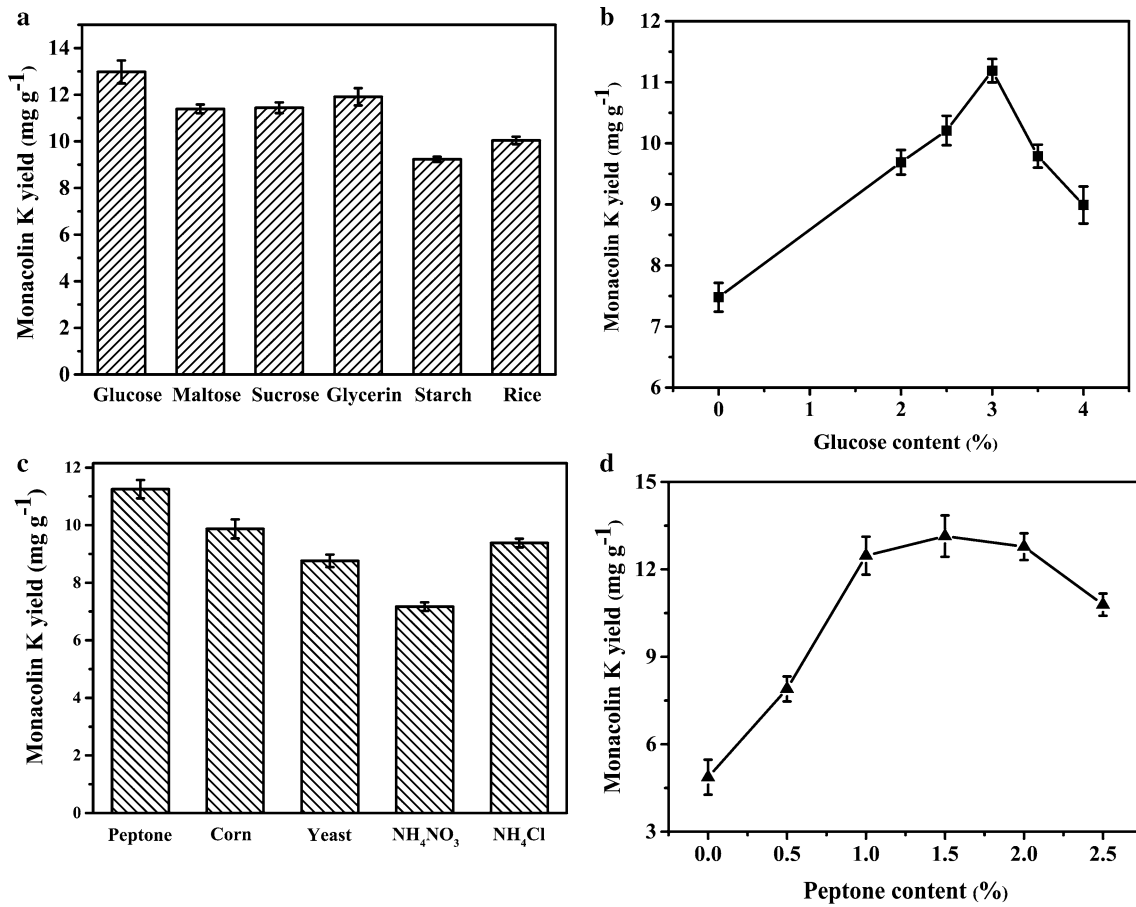 a
Monacolin K yield (mg g-1)
14
12
10
8
6
4
2
0
Glucose Maltose Sucrose Glycerin Starch Rice
b
Monacolin K yield (mg g-1)
12
11
10
9
8
7
6
0 1 2 3 4
Glucose content (%)
c
Monacolin K yield (mg g-1)
12
10
8
6
4
2
0
Peptone Corn Yeast NH4NO3 NH4Cl
d
Monacolin K yield (mg g-1)
15
12
9
6
3
0.0 0.5 1.0 1.5 2.0 2.5
Peptone content (%)